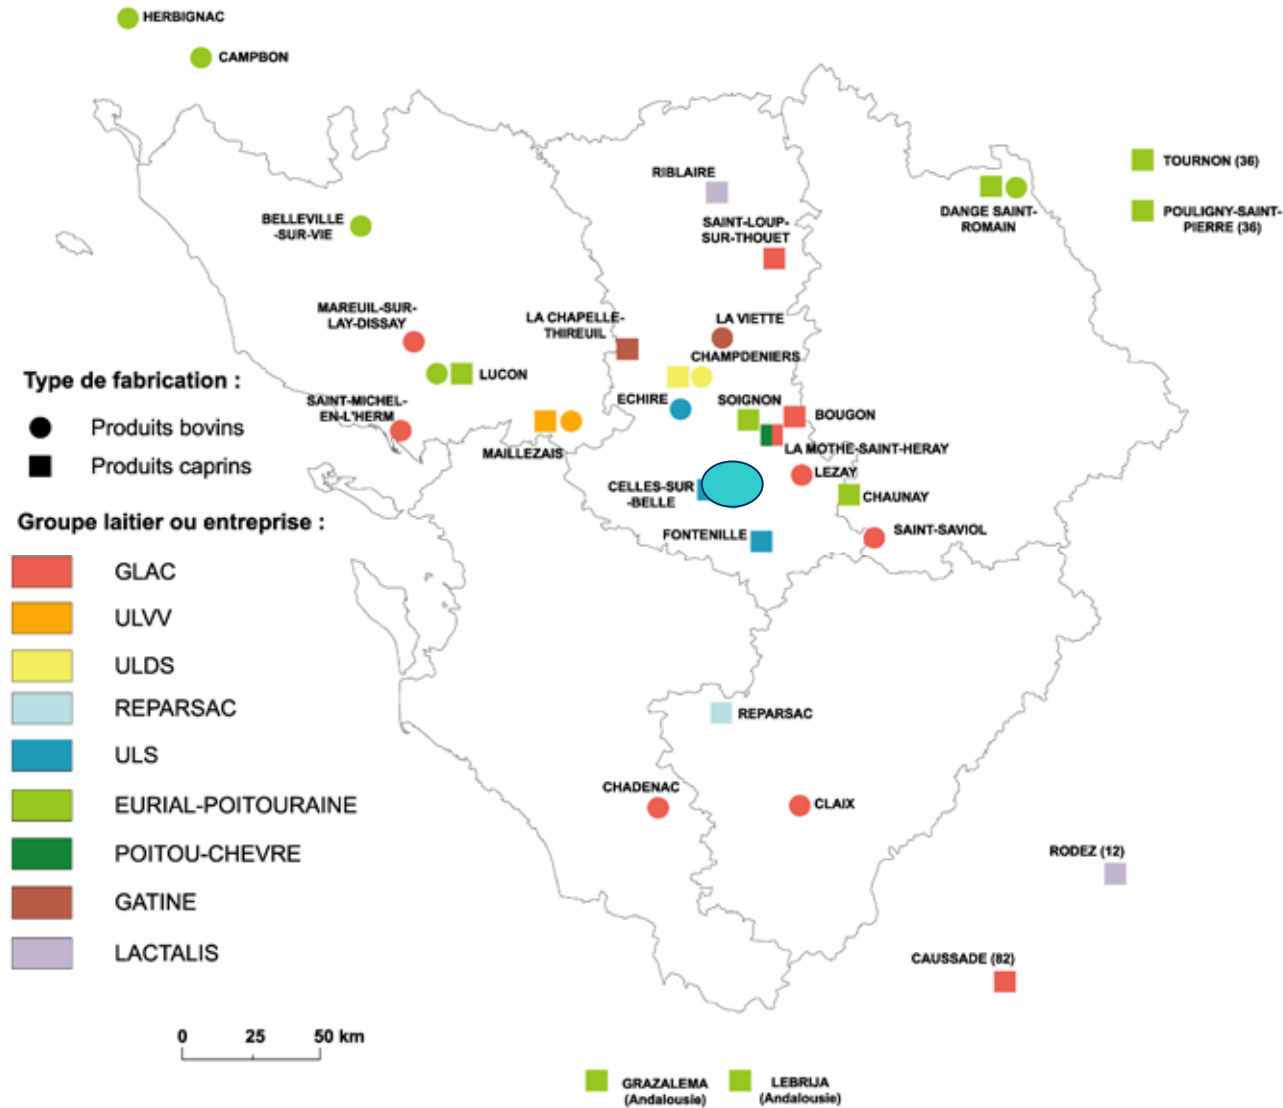 HERBIGNAC
CAMPBON
RIBLAIRE
TOURNON (36)
BELLEVILLE
-SUR-VIE
SAINT-LOUP-
SUR-THOUET
DANGE SAINT-
ROMAIN
POULIGNY-SAINT-
PIERRE (36)
MAREUIL-SUR-
LAY-DISSAY
LA CHAPELLE-
THIREUIL
LA VIETTE
CHAMPDENIERS
LUCON
Type de fabrication :
SAINT-MICHEL-
EN-L'HERM
ECHIRE
SOIGNON
BOUGON
Produits bovins
MAILLEZAIS
LA MOTHE-SAINT-HERAY
Produits caprins
LEZAY
CELLES-SUR
-BELLE
CHAUNAY
Groupe laitier ou entreprise :
FONTENILLE
SAINT-SAVIOL
GLAC
ULVV
ULDS
REPARSAC
REPARSAC
ULS
CHADENAC
CLAIX
EURIAL-POITOURAINE
POITOU-CHEVRE
RODEZ (12)
GATINE
LACTALIS
CAUSSADE (82)
0 25 50 km
GRAZALEMA
(Andalousie)
LEBRIJA
(Andalousie)